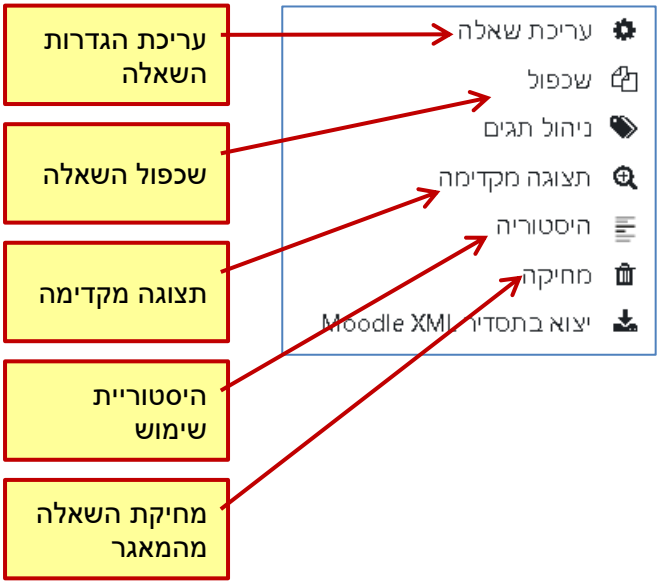 עריכת שאלה
שכפול
ניהול תגים
תצוגה מקדימה
היסטוריה
מחיקה
יצוא בתסדיר Moodle XML
עריכת הגדרות
השאלה
שכפול השאלה
תצוגה מקדימה
היסטוריית
שימוש
מחיקת השאלה
מהמאגר